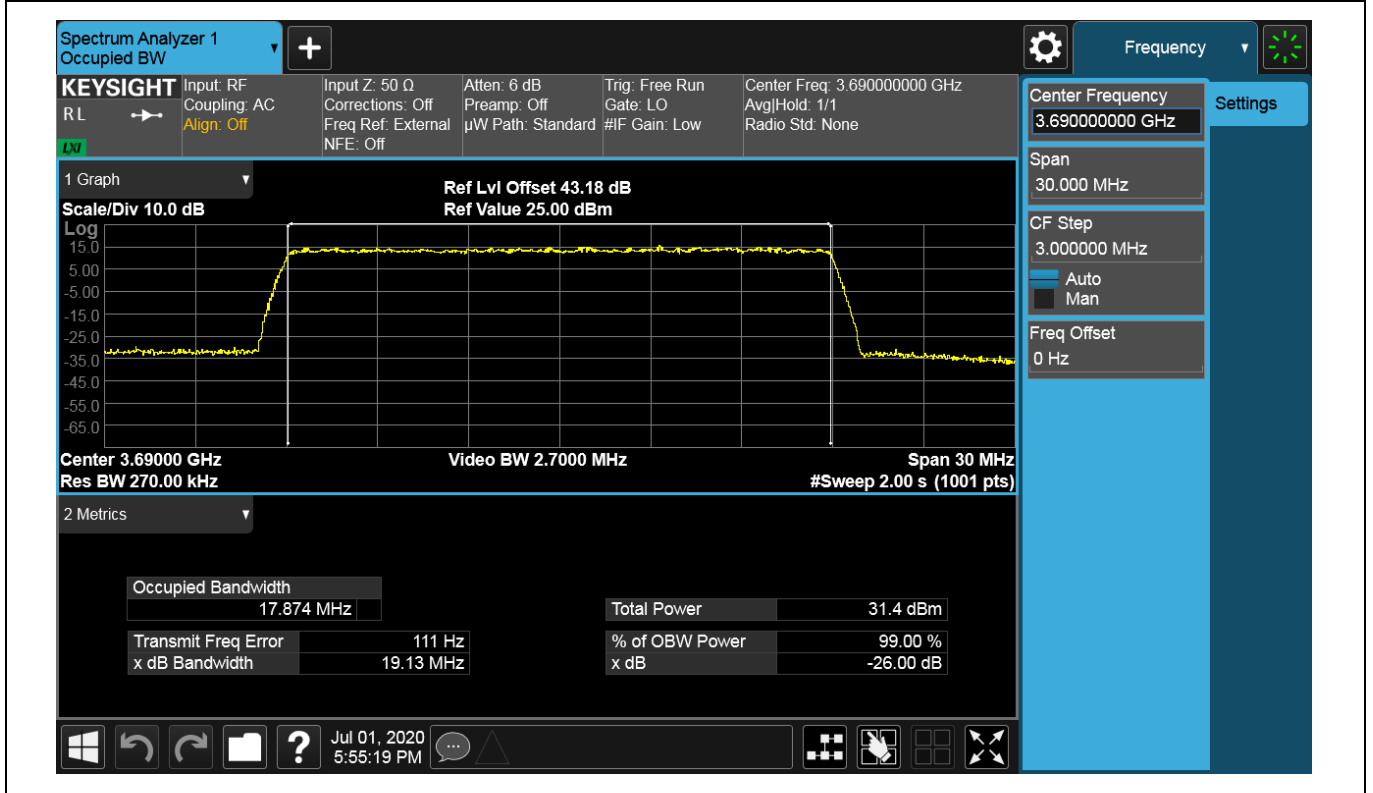 Spectrum Analyzer 1
Occupied BW
Frequency
KEYSIGHT
R L
LXI
Input: RF
Coupling: AC
Align: Off
Input Z: 50 Ω
Corrections: Off
Freq Ref: External
NFE: Off
Atten: 6 dB
Preamp: Off
µW Path: Standard
Trig: Free Run
Gate: LO
#IF Gain: Low
Center Freq: 3.690000000 GHz
Avg|Hold: 1/1
Radio Std: None
Center Frequency
3.690000000 GHz
Settings
Span
30.000 MHz
CF Step
3.000000 MHz
Auto
Man
Freq Offset
0 Hz
1 Graph
Ref Lvl Offset 43.18 dB
Scale/Div 10.0 dB
Ref Value 25.00 dBm
Log
15.0
5.00
-5.00
-15.0
-25.0
-35.0
-45.0
-55.0
-65.0
Center 3.69000 GHz
Video BW 2.7000 MHz
Span 30 MHz
Res BW 270.00 kHz
#Sweep 2.00 s (1001 pts)
2 Metrics
Occupied Bandwidth
17.874 MHz
Total Power 31.4 dBm
Transmit Freq Error 111 Hz
% of OBW Power 99.00 %
x dB Bandwidth 19.13 MHz
x dB -26.00 dB
?
Jul 01, 2020
5:55:19 PM